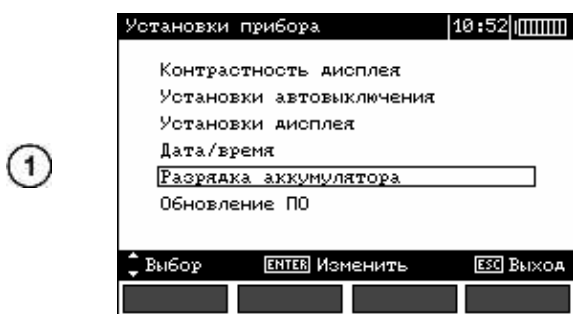 Установки прибора 10:52
Контрастность дисплея
Установки автовыключения
Установки дисплея
Дата/время
1
Разрядка аккумулятора
Обновление ПО
Выбор ENTER Изменить ESC Выход